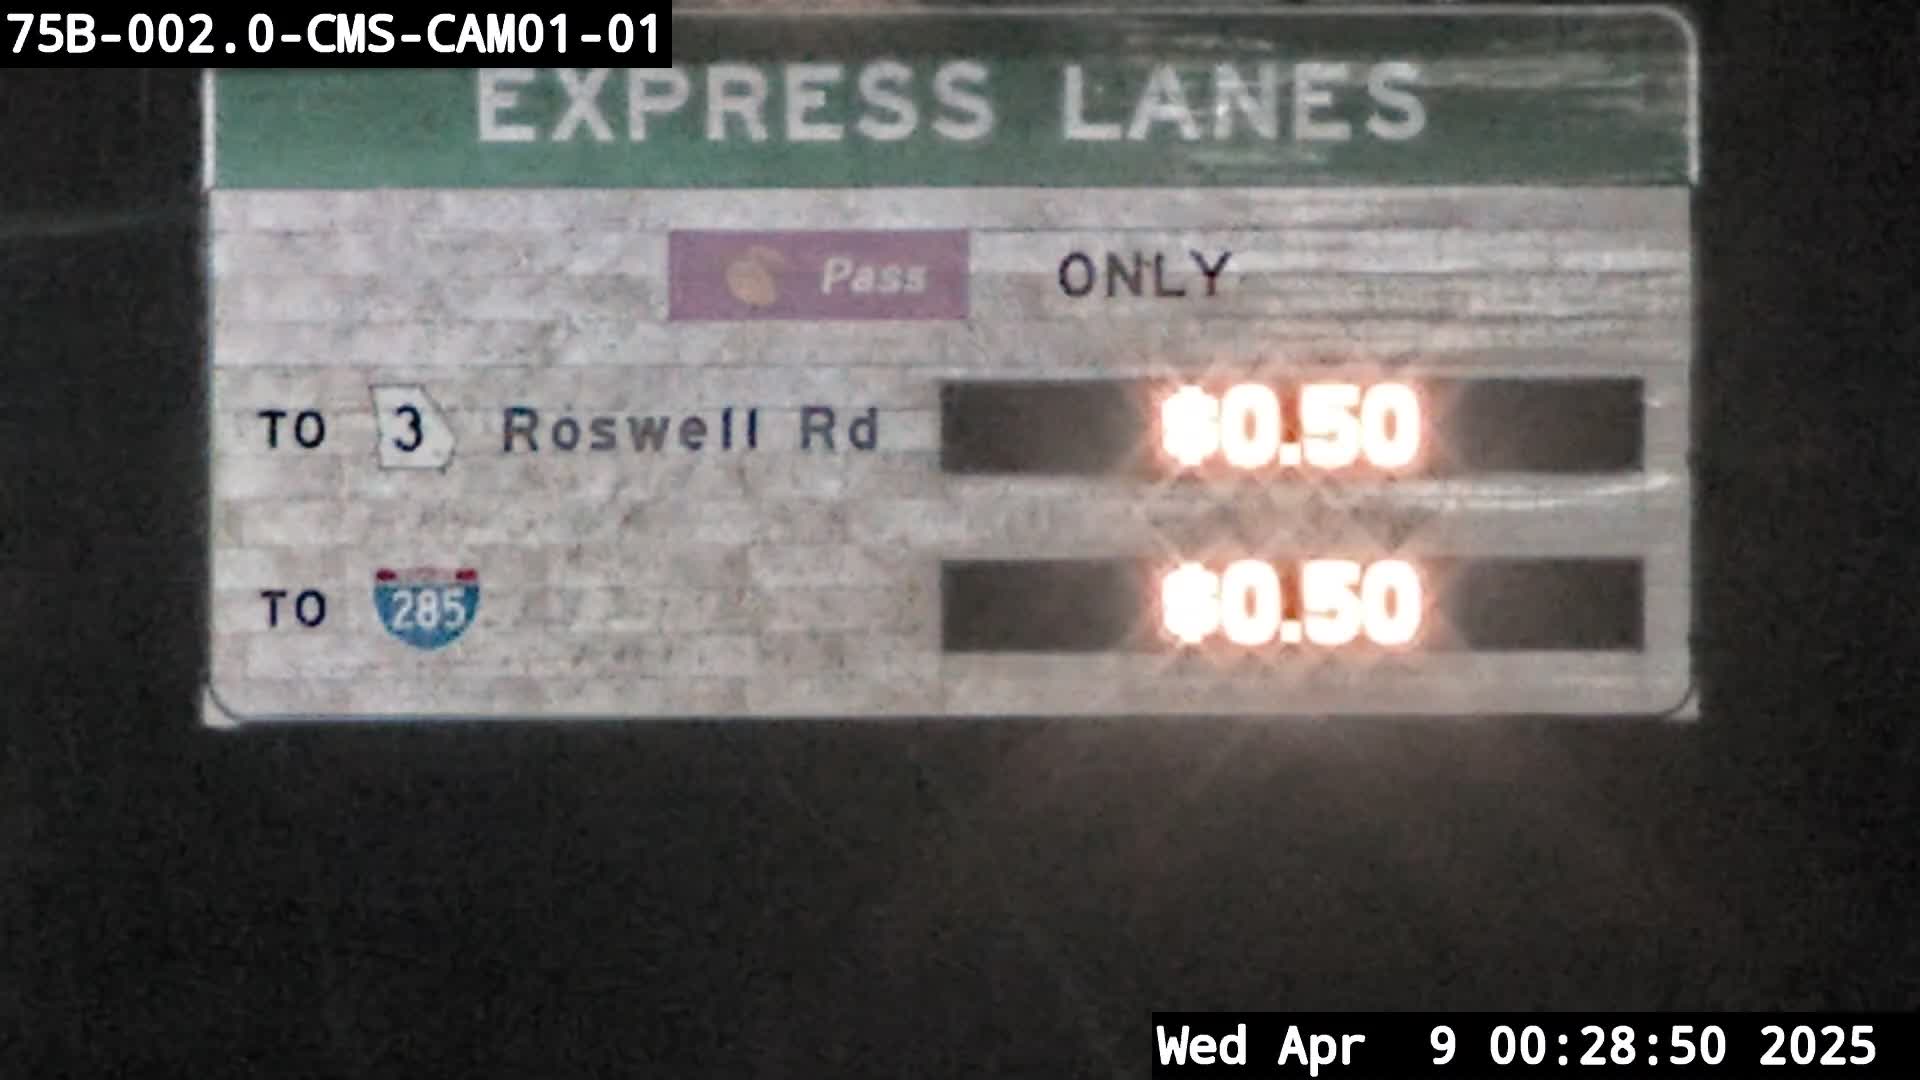 75B-002.0-CMS-CAM01-01
EXPRESS LANES
Pass ONLY
TO 3 Roswell Rd $0.50
TO 285 $0.50
Wed Apr 9 00:28:50 2025